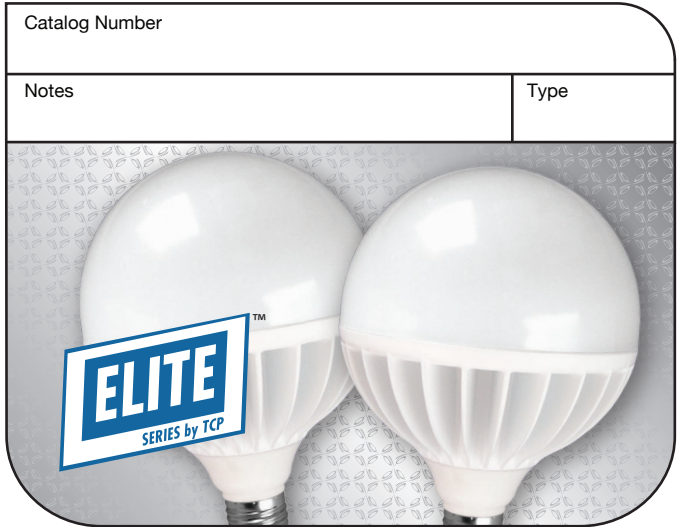 Catalog Number
Notes
Type
TM
ELITE
SERIES by TCP